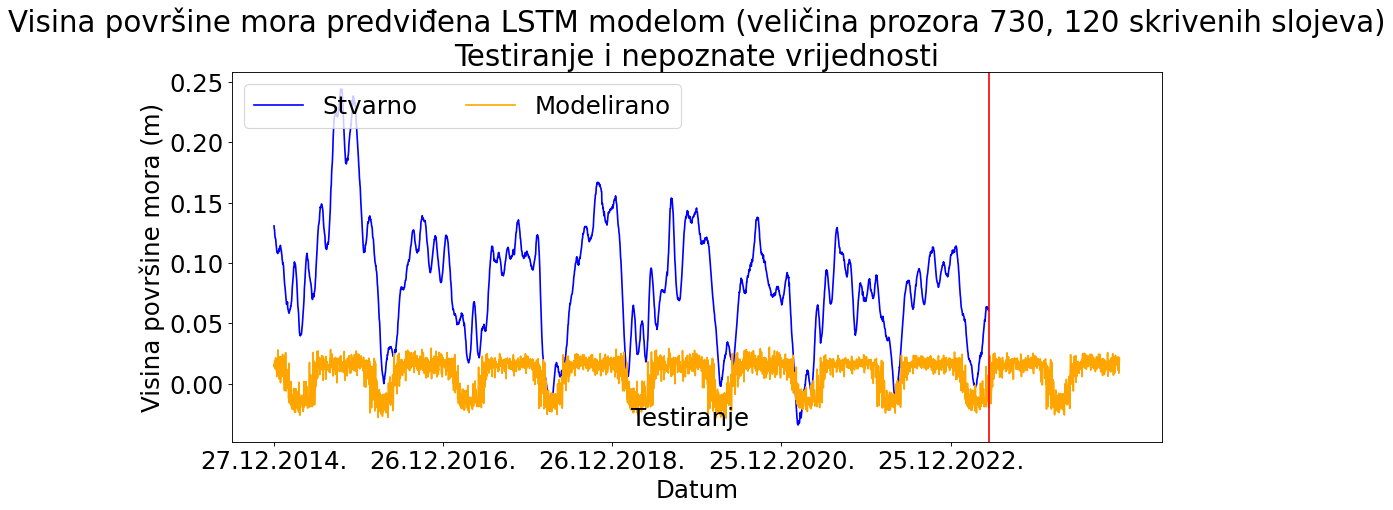 Visina površine mora predviđena LSTM modelom (veličina prozora 730, 120 skrivenih slojeva)
Testiranje i nepoznate vrijednosti
Stvarno
Modelirano
Visina površine mora (m)
0.25
0.20
0.15
0.10
0.05
0.00
Testiranje
27.12.2014.
26.12.2016.
26.12.2018.
25.12.2020.
25.12.2022.
Datum